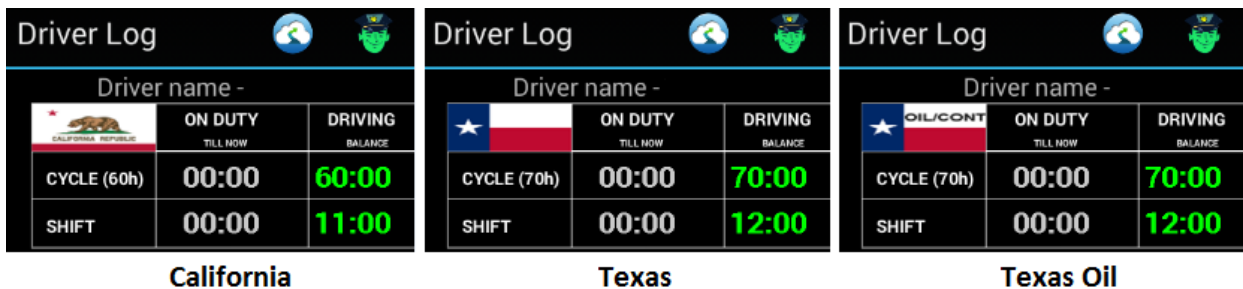 Driver Log
Driver name -
CALIFORNIA REPUBLIC
ON DUTY
TILL NOW
DRIVING
BALANCE
CYCLE (60h) 00:00 60:00
SHIFT 00:00 11:00
California
Driver Log
Driver name -
ON DUTY
TILL NOW
DRIVING
BALANCE
CYCLE (70h) 00:00 70:00
SHIFT 00:00 12:00
Texas
Driver Log
Driver name -
OIL/CONT
ON DUTY
TILL NOW
DRIVING
BALANCE
CYCLE (70h) 00:00 70:00
SHIFT 00:00 12:00
Texas Oil